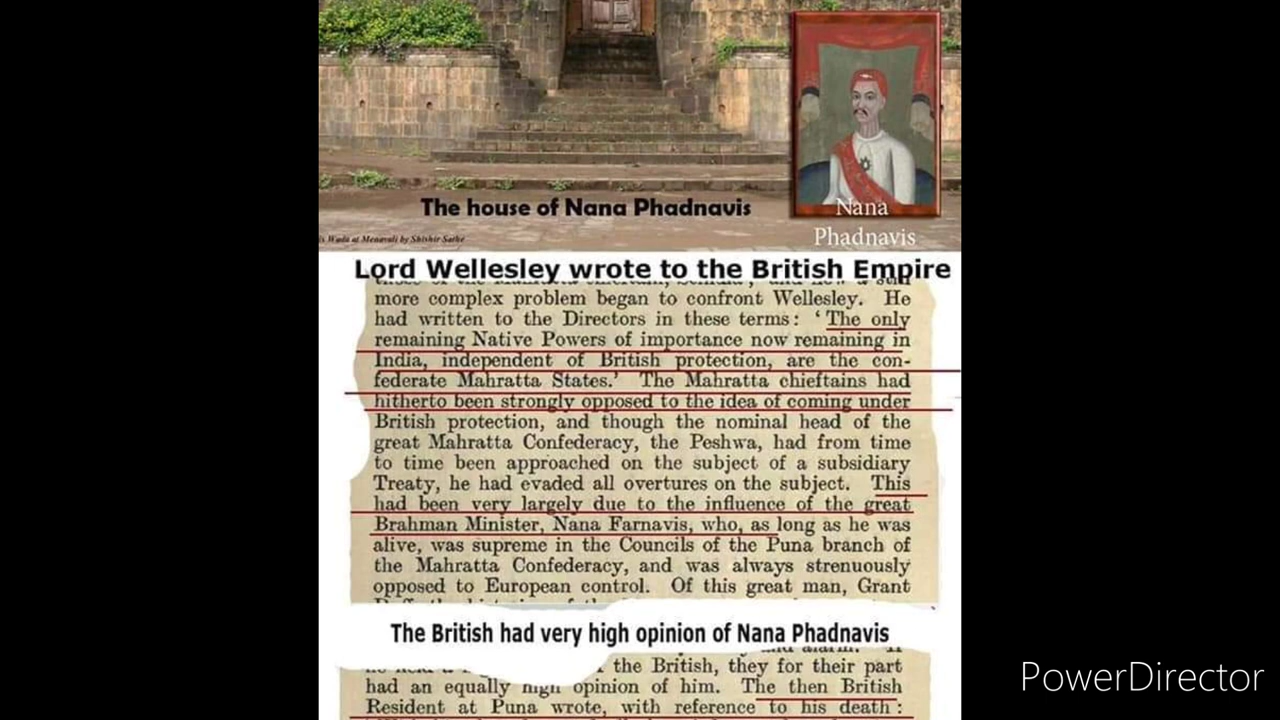 The house of Nana Phadnavis
Nana
Phadnavis
Wada at Menavali by Shishir Sathe
Lord Wellesley wrote to the British Empire
more complex problem began to confront Wellesley. He
had written to the Directors in these terms: ‘The only
remaining Native Powers of importance now remaining in
India, independent of British protection, are the con-
federate Mahratta States.’ The Mahratta chieftains had
hitherto been strongly opposed to the idea of coming under
British protection, and though the nominal head of the
great Mahratta Confederacy, the Peshwa, had from time
to time been approached on the subject of a subsidiary
Treaty, he had evaded all overtures on the subject. This
had been very largely due to the influence of the great
Brahman Minister, Nana Farnavis, who, as long as he was
alive, was supreme in the Councils of the Puna branch of
the Mahratta Confederacy, and was always strenuously
opposed to European control. Of this great man, Grant
The British had very high opinion of Nana Phadnavis
the British, they for their part
had an equally high opinion of him. The then British
Resident at Puna wrote, with reference to his death:
PowerDirector